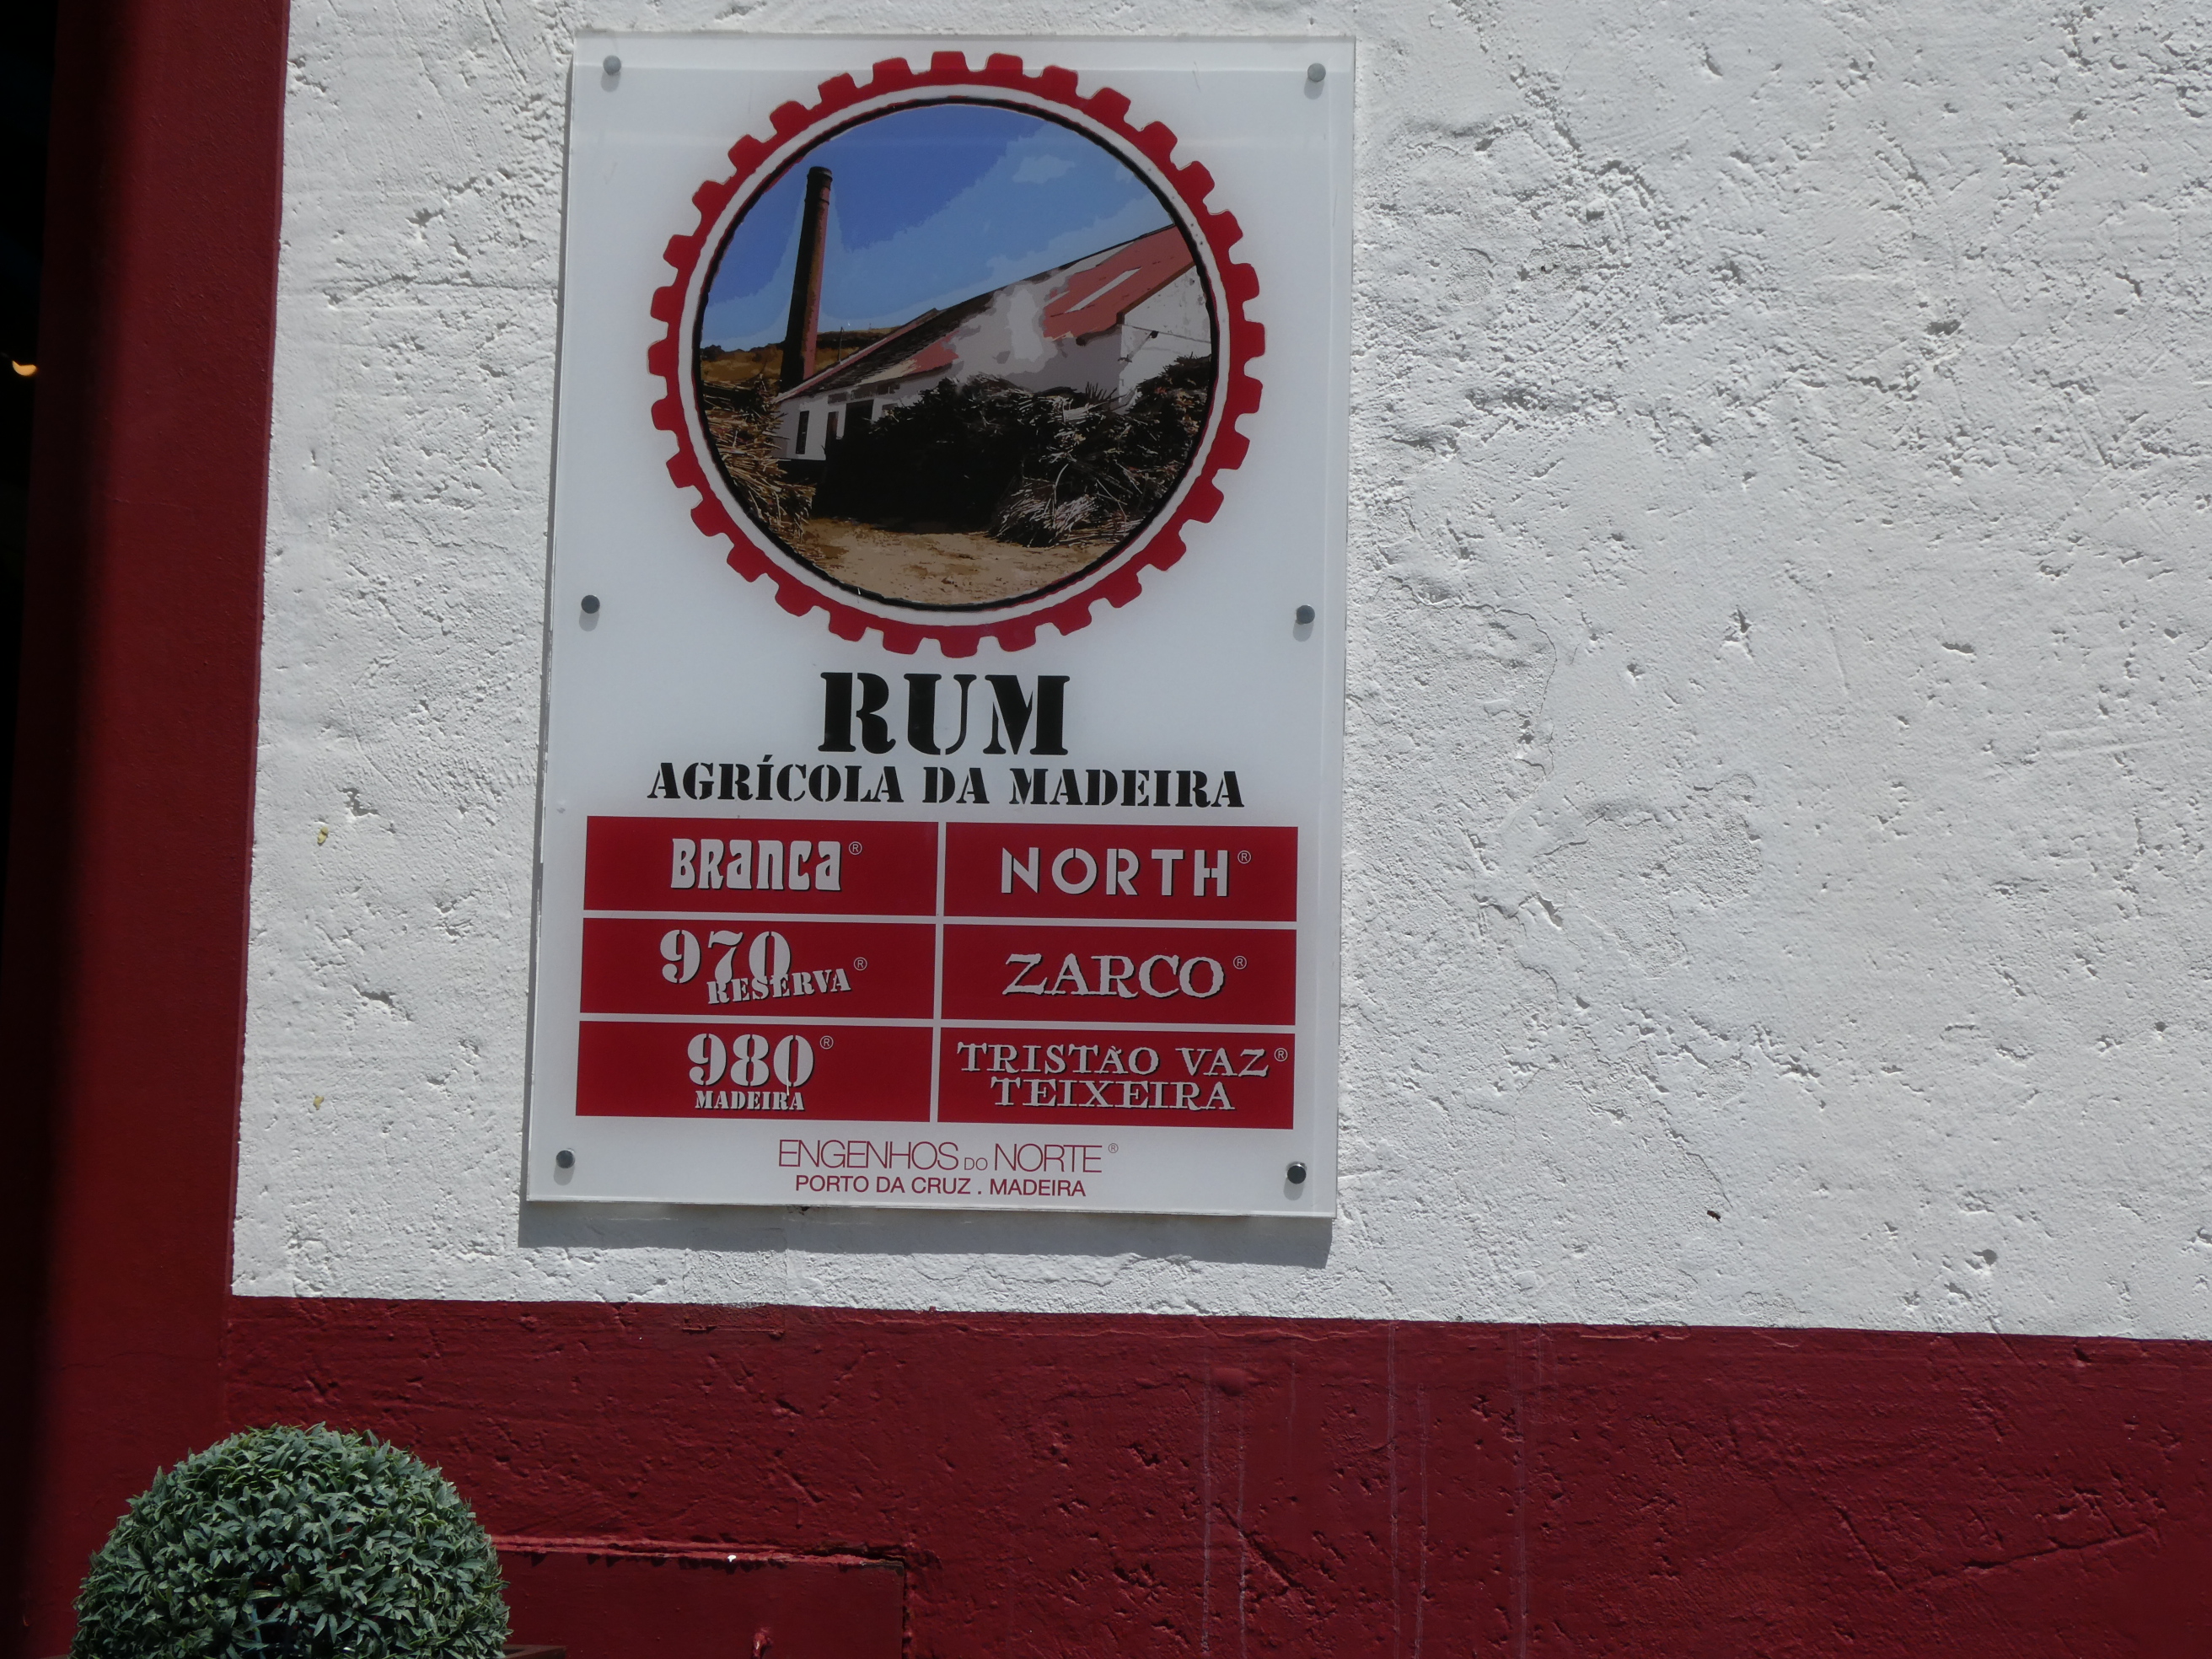 RUM
AGRÍCOLA DA MADEIRA
BRANCA®
NORTH®
970
RESERVA®
ZARCO®
980®
MADEIRA
TRISTÃO VAZ®
TEIXEIRA
ENGENHOS DO NORTE®
PORTO DA CRUZ . MADEIRA